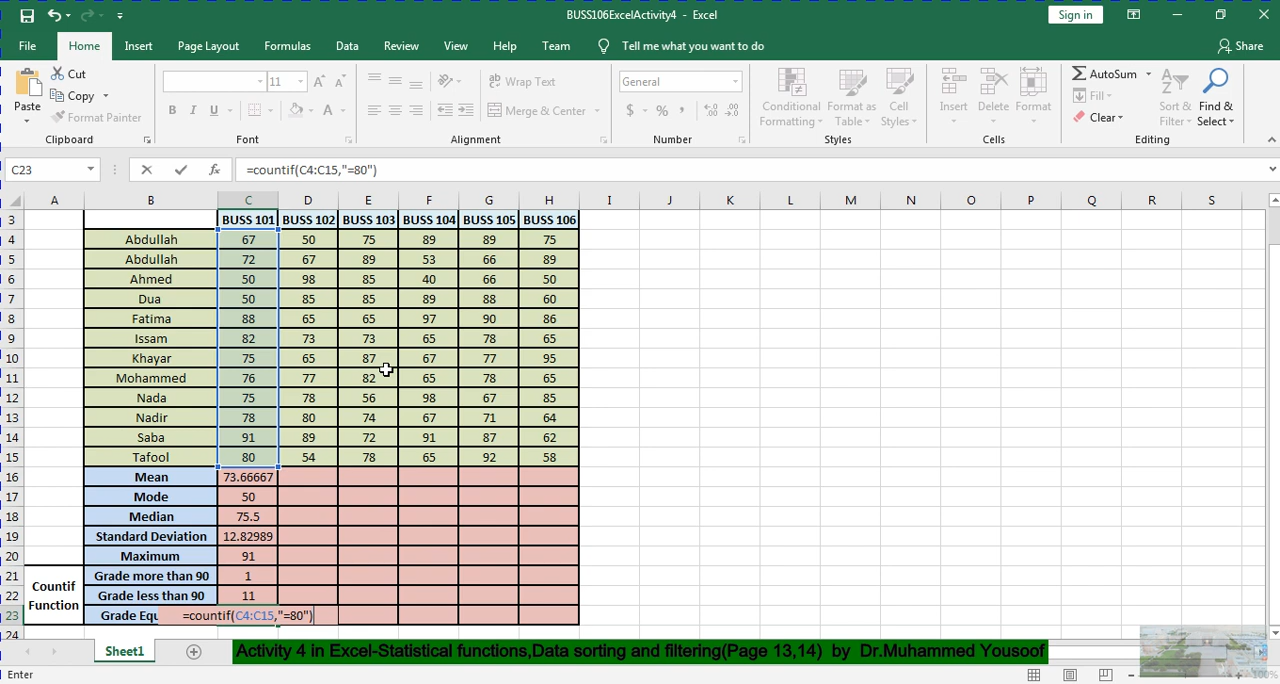 BUSS106ExcelActivity4 - Excel
Sign in
File Home Insert Page Layout Formulas Data Review View Help Team Tell me what you want to do Share
Paste Cut Copy Format Painter Clipboard
11 A A B I U A Font
ab Wrap Text Merge & Center Alignment
General $ % , Number
Conditional Formatting Format as Table Cell Styles Styles
Insert Delete Format Cells
AutoSum Fill Clear Sort & Filter Find & Select Editing
C23 fx =countif(C4:C15,"=80")
A B C D E F G H I J K L M N O P Q R S
3 BUSS 101 BUSS 102 BUSS 103 BUSS 104 BUSS 105 BUSS 106
4 Abdullah 67 50 75 89 89 75
5 Abdullah 72 67 89 53 66 89
6 Ahmed 50 98 85 40 66 50
7 Dua 50 85 85 89 88 60
8 Fatima 88 65 65 97 90 86
9 Issam 82 73 73 65 78 65
10 Khayar 75 65 87 67 77 95
11 Mohammed 76 77 82 65 78 65
12 Nada 75 78 56 98 67 85
13 Nadir 78 80 74 67 71 64
14 Saba 91 89 72 91 87 62
15 Tafool 80 54 78 65 92 58
16 Mean 73.66667
17 Mode 50
18 Median 75.5
19 Standard Deviation 12.82989
20 Maximum 91
21 Countif Function Grade more than 90 1
22 Grade less than 90 11
23 Grade Equ =countif(C4:C15,"=80")
24
Sheet1
Activity 4 in Excel-Statistical functions,Data sorting and filtering(Page 13,14) by Dr.Muhammed Yousoof
Enter 100%